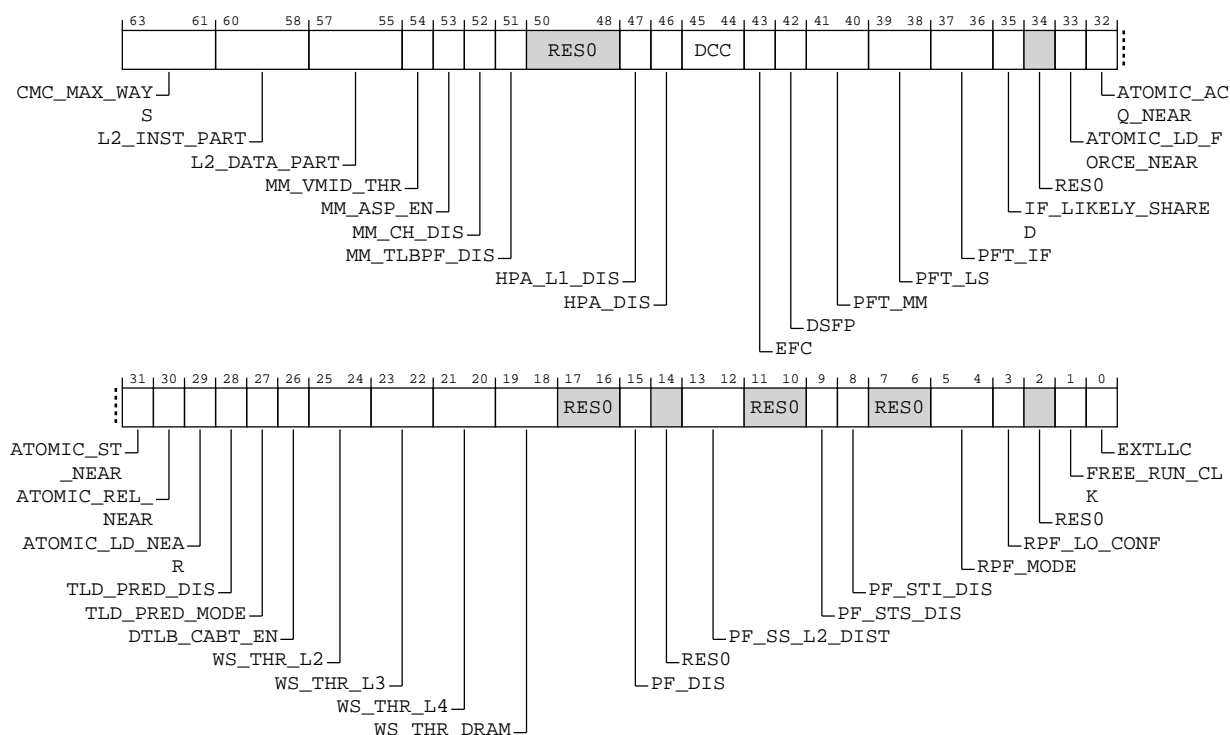 63 61 60 58 57 55 54 53 52 51 50 48 47 46 45 44 43 42 41 40 39 38 37 36 35 34 33 32
RES0 DCC
CMC_MAX_WAY
S
ATOMIC_AC
Q_NEAR
L2_INST_PART
ATOMIC_LD_F
ORCE_NEAR
L2_DATA_PART
MM_VMID_THR
RES0
MM_ASP_EN
IF_LIKELY_SHARE
D
MM_CH_DIS
MM_TLBPF_DIS
PFT_IF
HPA_L1_DIS
PFT_LS
HPA_DIS
PFT_MM
DSFP
EFC
31 30 29 28 27 26 25 24 23 22 21 20 19 18 17 16 15 14 13 12 11 10 9 8 7 6 5 4 3 2 1 0
RES0 RES0 RES0
ATOMIC_ST
_NEAR
EXTLLC
ATOMIC_REL_
NEAR
FREE_RUN_CL
K
RES0
ATOMIC_LD_NEA
R
RPF_LO_CONF
RPF_MODE
TLD_PRED_DIS
PF_STI_DIS
TLD_PRED_MODE
PF_STS_DIS
DTLB_CABT_EN
PF_SS_L2_DIST
WS_THR_L2
RES0
WS_THR_L3
PF_DIS
WS_THR_L4
WS_THR_DRAM